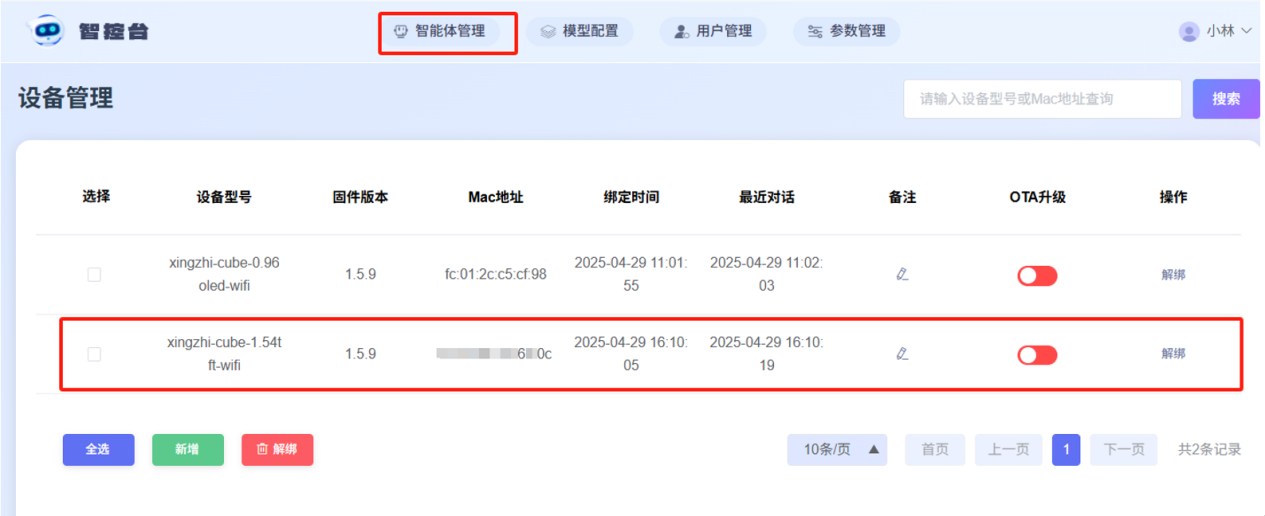 智控台
智能体管理
模型配置
用户管理
参数管理
小林
设备管理
请输入设备型号或Mac地址查询
搜索
选择 设备型号 固件版本 Mac地址 绑定时间 最近对话 备注 OTA升级 操作
xingzhi-cube-0.96 2025-04-29 11:01: 2025-04-29 11:02:
1.5.9 fc:01:2c:c5:cf:98 解绑
oled-wifi 55 03
xingzhi-cube-1.54t 2025-04-29 16:10: 2025-04-29 16:10:
1.5.9 0c 解绑
ft-wifi 05 19
全选 新增 解绑 10条/页 首页 上一页 1 下一页 共2条记录